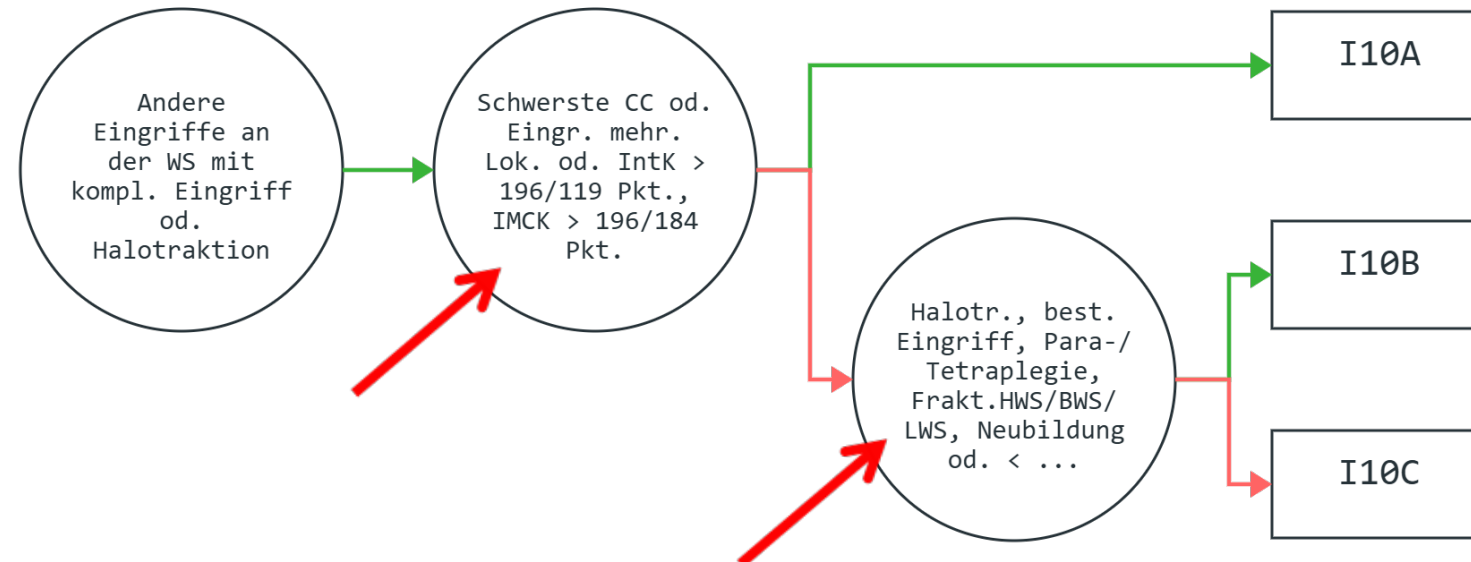 Andere
Eingriffe an
der WS mit
kompl. Eingriff
od.
Halotraktion
Schwerste CC od.
Eingr. mehr.
Lok. od. IntK >
196/119 Pkt.,
IMCK > 196/184
Pkt.
I10A
Halotr., best.
Eingriff, Para-/
Tetraplegie,
Frakt.HWS/BWS/
LWS, Neubildung
od. < ...
I10B
I10C